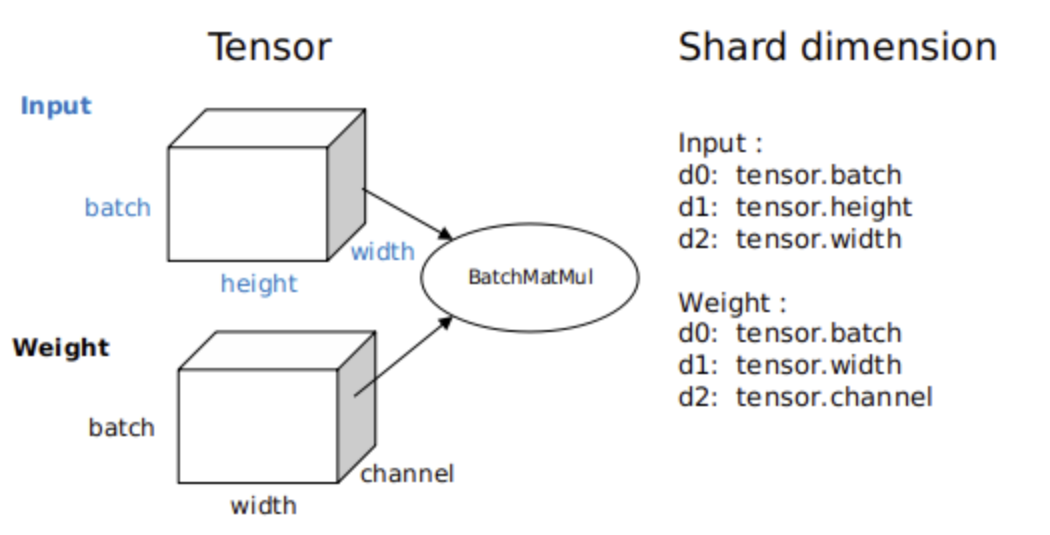 Tensor
Shard dimension
Input
batch
height
width
BatchMatMul
Weight
batch
width
channel
Input :
d0: tensor.batch
d1: tensor.height
d2: tensor.width
Weight :
d0: tensor.batch
d1: tensor.width
d2: tensor.channel